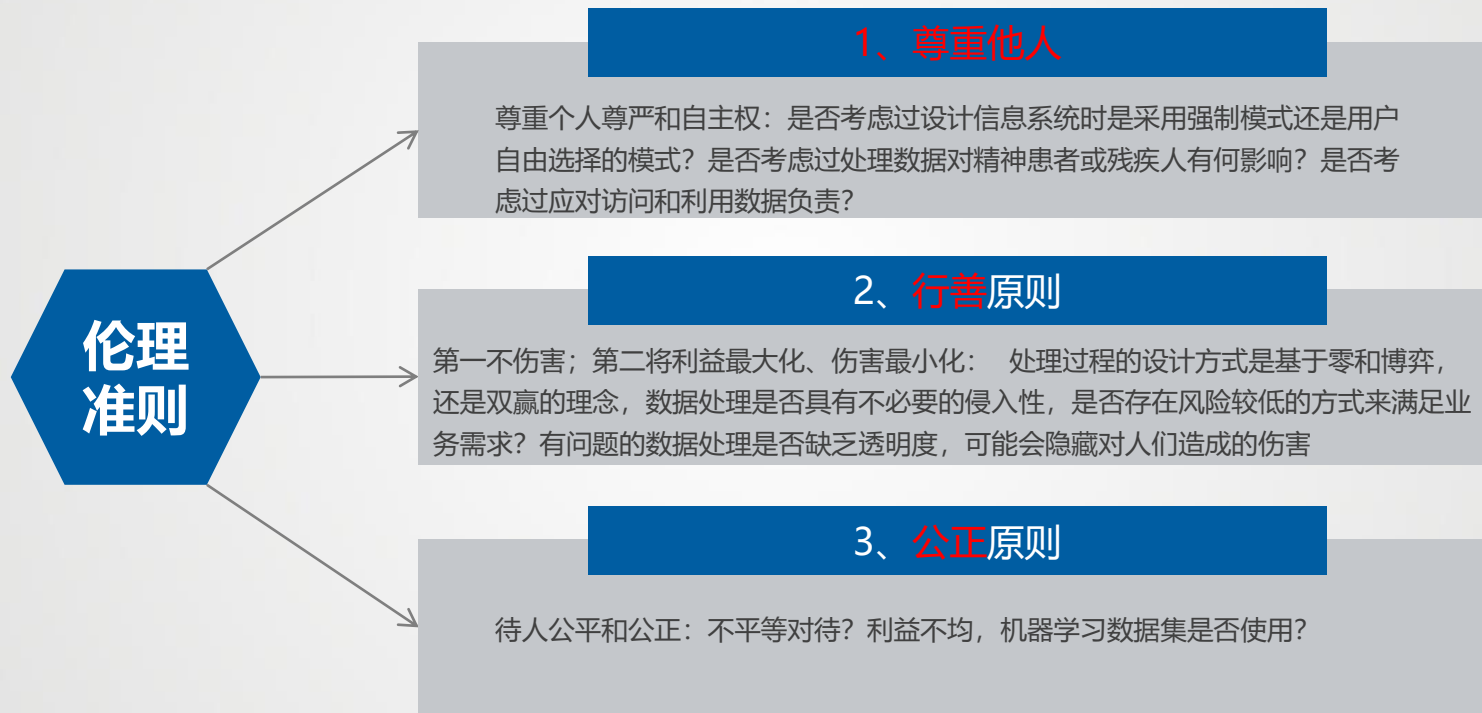 伦理
准则
1、尊重他人
尊重个人尊严和自主权：是否考虑过设计信息系统时是采用强制模式还是用户
自由选择的模式？是否考虑过处理数据对精神患者或残疾人有何影响？是否考
虑过应对访问和利用数据负责？
2、行善原则
第一不伤害；第二将利益最大化、伤害最小化： 处理过程的设计方式是基于零和博弈，
还是双赢的理念，数据处理是否具有不必要的侵入性，是否存在风险较低的方式来满足业
务需求？有问题的数据处理是否缺乏透明度，可能会隐藏对人们造成的伤害
3、公正原则
待人公平和公正：不平等对待？利益不均，机器学习数据集是否使用？